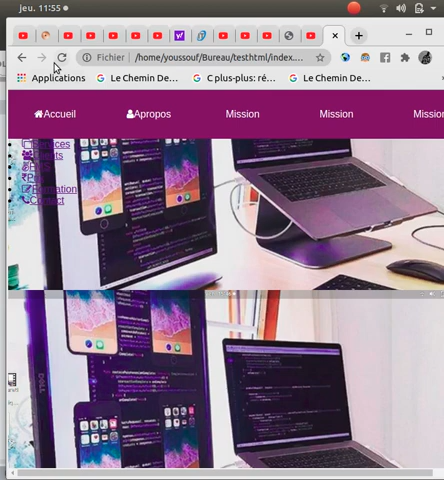 Jeu. 11:55
Fichier | /home/youssouf/Bureau/testhtml/index....
Applications Le Chemin De... C plus-plus: ré... Le Chemin De... »
Accueil Apropos Mission Mission Mission
Services
Formation
Contact